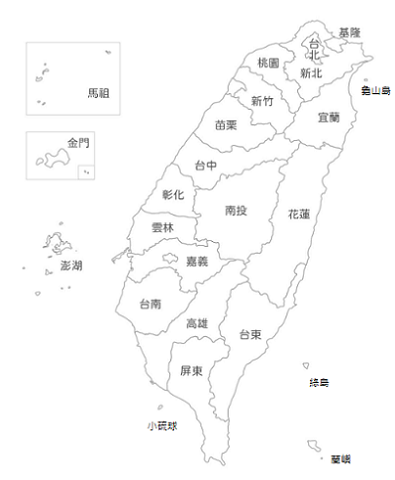 基隆
台北
桃園
新北
龜山島
馬祖
新竹
宜蘭
苗栗
金門
台中
彰化
南投
花蓮
雲林
澎湖
嘉義
台南
高雄
台東
屏東
綠島
小琉球
蘭嶼